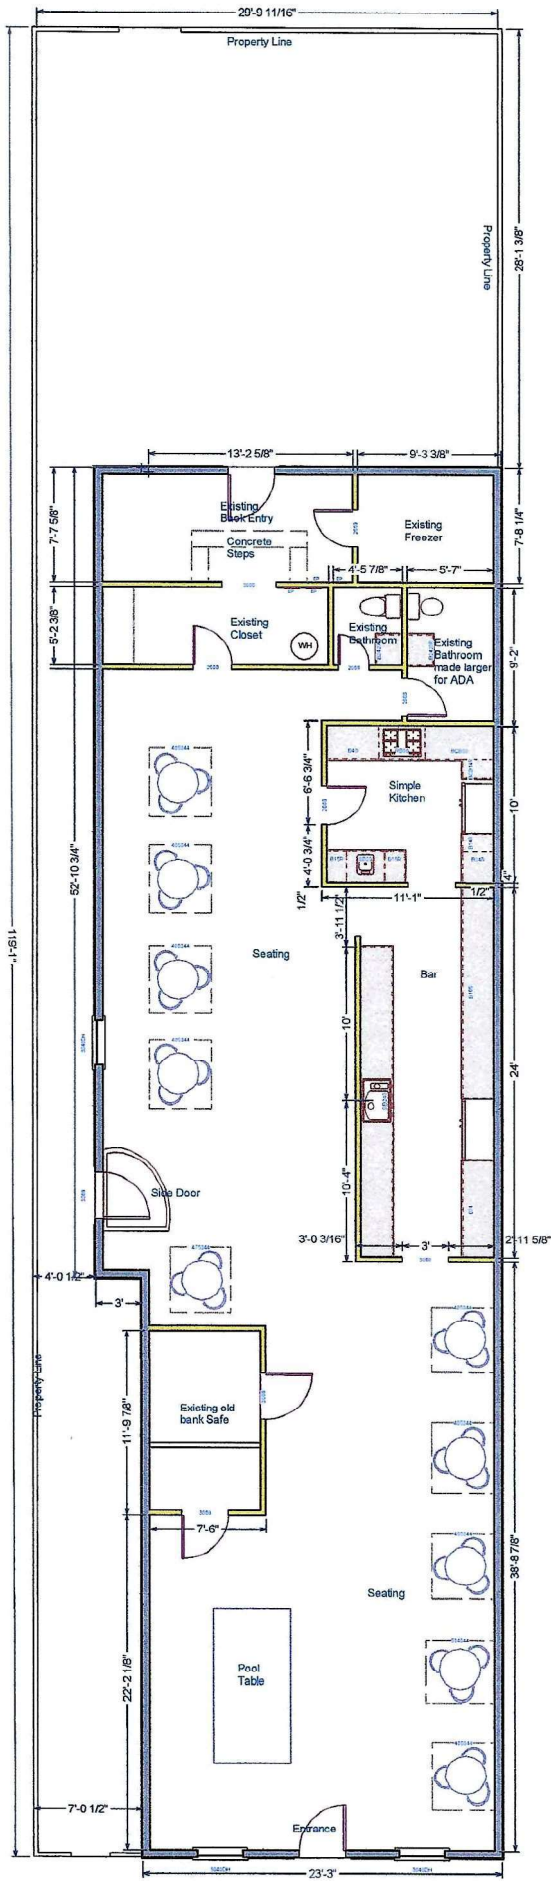 29'-9 11/16"
Property Line
28'-1 3/8"
Property Line
13'-2 5/8"
9'-3 3/8"
7'-7 5/8"
Existing
Back Entry
Existing
Freezer
7'-8 1/4"
Concrete
Steps
4'-5 7/8"
5'-7"
5'-2 3/8"
Existing
Closet
WH
Existing
Bathroom
Existing
Bathroom
made larger
for ADA
9'-2"
52'-10 3/4"
119'-1"
6'-6 3/4"
Simple
Kitchen
10'
4'-0 3/4"
4"
1/2"
11'-1"
1/2"
3'-11 1/2"
Seating
Bar
10'
24'
10'-4"
Side Door
3'-0 3/16"
3'
2'-11 5/8"
4'-0 1/2"
3'
Property Line
11'-9 7/8"
Existing old
bank Safe
7'-6"
38'-8 7/8"
Seating
22'-2 1/8"
Pool
Table
7'-0 1/2"
Entrance
23'-3"